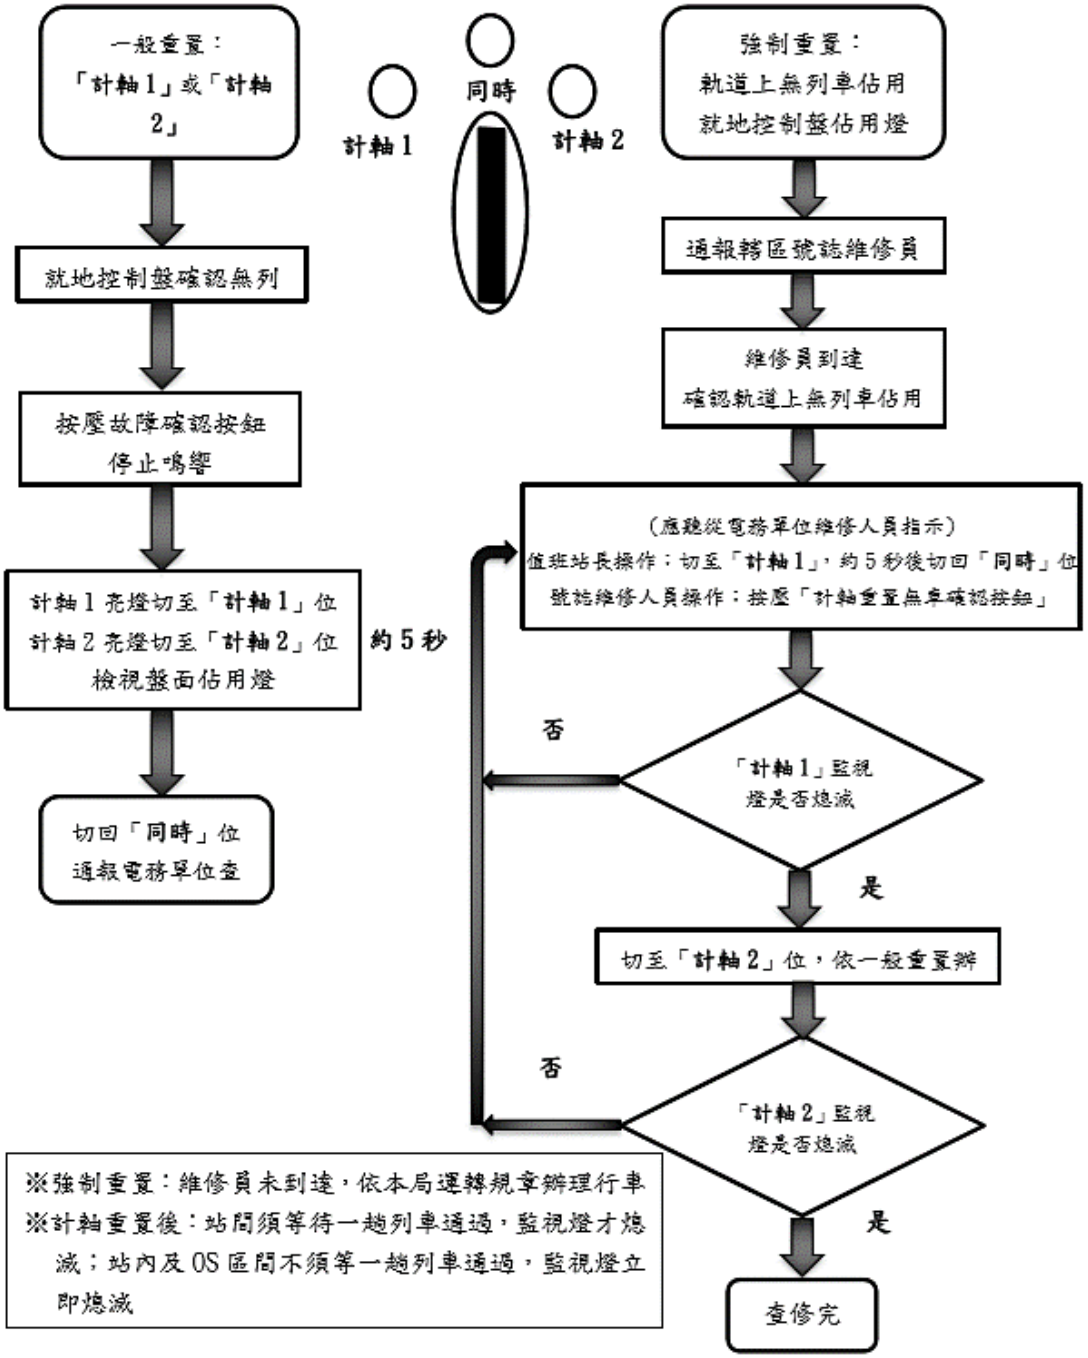 一般重置：
「計軸1」或「計軸
2」
就地控制盤確認無列
按壓故障確認按鈕
停止鳴響
計軸1亮燈切至「計軸1」位
計軸2亮燈切至「計軸2」位
檢視盤面佔用燈
約5秒
切回「同時」位
通報電務單位查
同時
計軸1
計軸2
強制重置：
軌道上無列車佔用
就地控制盤佔用燈
通報轄區號誌維修員
維修員到達
確認軌道上無列車佔用
(應聽從電務單位維修人員指示)
值班站長操作：切至「計軸1」，約5秒後切回「同時」位
號誌維修人員操作：按壓「計軸重置無車確認按鈕」
否
「計軸1」監視
燈是否熄滅
是
切至「計軸2」位，依一般重置辦
否
「計軸2」監視
燈是否熄滅
是
查修完
※強制重置：維修員未到達，依本局運轉規章辦理行車
※計軸重置後：站間須等待一趟列車通過，監視燈才熄
滅；站內及OS區間不須等一趟列車通過，監視燈立
即熄滅